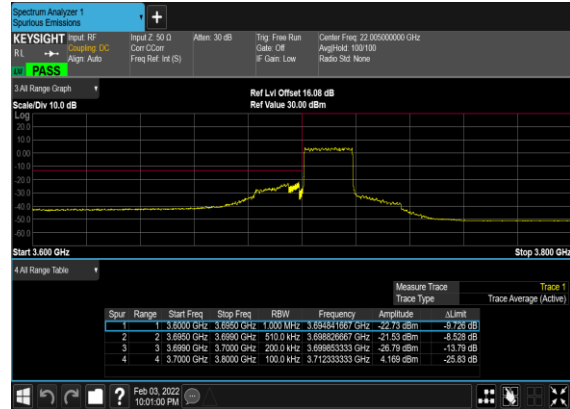 Spectrum Analyzer 1
Spurious Emissions
+
KEYSIGHT Input: RF Input Z: 50 Ω Atten: 30 dB Trig: Free Run Center Freq: 22.005000000 GHz
RL Coupling: DC Corr CCorr Gate: Off Avg|Hold: 100/100
Align: Auto Freq Ref: Int (S) IF Gain: Low Radio Std: None
PASS
3 All Range Graph
Ref Lvl Offset 16.08 dB
Scale/Div 10.0 dB Ref Value 30.00 dBm
Log
20.0
10.0
0.00
-10.0
-20.0
-30.0
-40.0
-50.0
-60.0
Start 3.600 GHz Stop 3.800 GHz
4 All Range Table
Measure Trace Trace 1
Trace Type Trace Average (Active)
Spur Range Start Freq Stop Freq RBW Frequency Amplitude ΔLimit
1 1 3.6000 GHz 3.6950 GHz 1.000 MHz 3.694841667 GHz -22.73 dBm -9.726 dB
2 2 3.6950 GHz 3.6990 GHz 510.0 kHz 3.698826667 GHz -21.53 dBm -8.528 dB
3 3 3.6990 GHz 3.7000 GHz 200.0 kHz 3.699853333 GHz -26.79 dBm -13.79 dB
4 4 3.7000 GHz 3.8000 GHz 100.0 kHz 3.712333333 GHz 4.169 dBm -25.83 dB
? Feb 03, 2022
10:01:00 PM